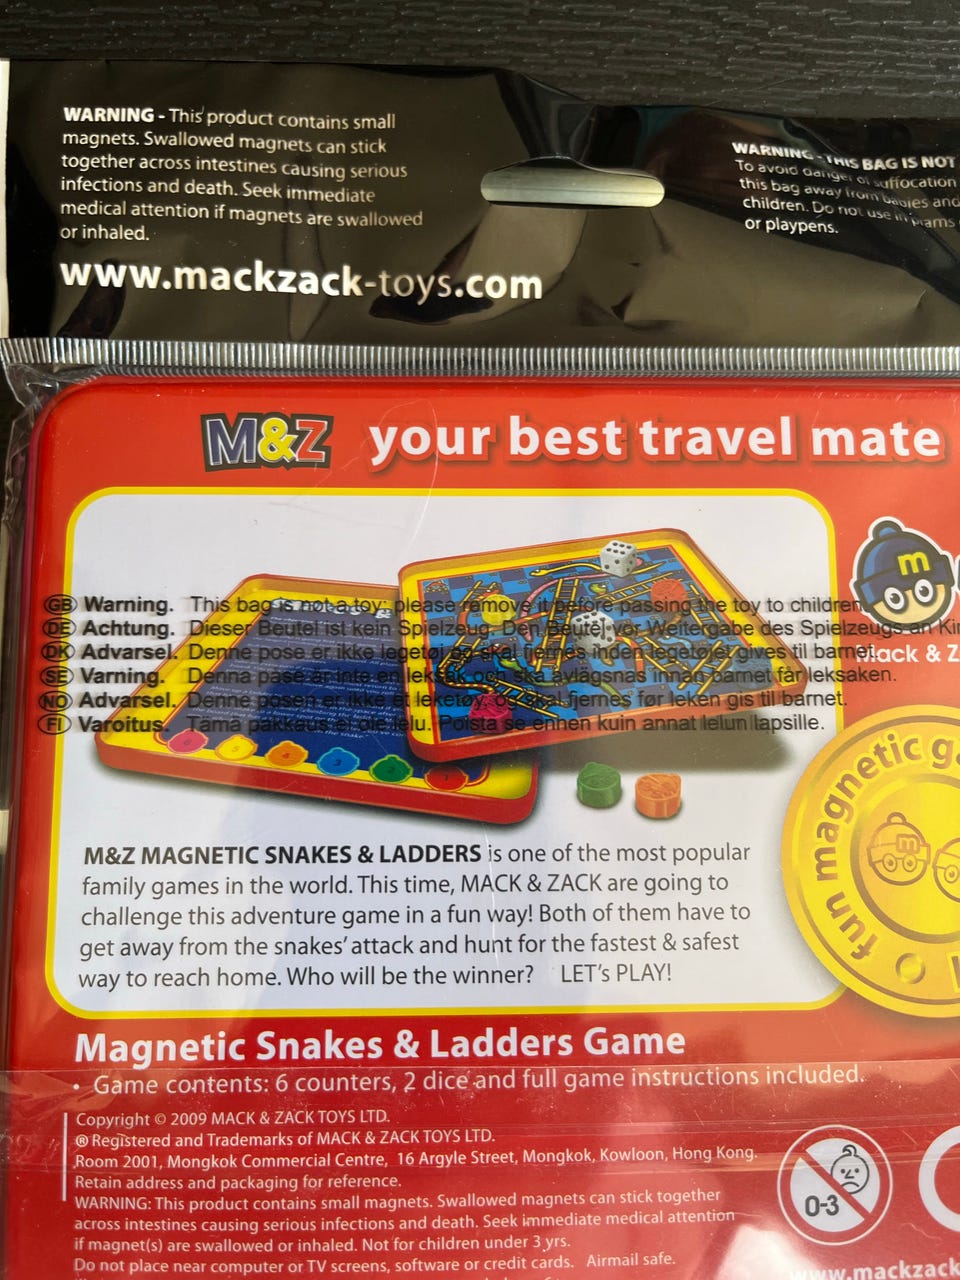 WARNING - This product contains small
magnets. Swallowed magnets can stick
together across intestines causing serious
infections and death. Seek immediate
medical attention if magnets are swallowed
or inhaled.
www.mackzack-toys.com
WARNING - THIS BAG IS NOT
To avoid danger of suffocation
this bag away from babies and
children. Do not use in prams
or playpens.
M&Z your best travel mate
m
GB Warning. This bag is not a toy; please remove it before passing the toy to children.
DE Achtung. Dieser Beutel ist kein Spielzeug. Den Beutel vor Weitergabe des Spielzeugs an Kin
DK Advarsel. Denne pose er ikke legetøj og skal fjernes inden legetøjet gives til barnet.
SE Varning. Denna påse är inte en leksak och ska avlägsnas innan barnet får leksaken.
NO Advarsel. Denne posen er ikke et leketøy, og skal fjernes før leken gis til barnet.
FI Varoitus. Tämä pakkaus ei ole lelu. Poista se ennen kuin annat lelun lapsille.
Mack & Z
fun magnetic ga
m
M&Z MAGNETIC SNAKES & LADDERS is one of the most popular
family games in the world. This time, MACK & ZACK are going to
challenge this adventure game in a fun way! Both of them have to
get away from the snakes' attack and hunt for the fastest & safest
way to reach home. Who will be the winner? LET's PLAY!
Magnetic Snakes & Ladders Game
• Game contents: 6 counters, 2 dice and full game instructions included.
Copyright © 2009 MACK & ZACK TOYS LTD.
® Registered and Trademarks of MACK & ZACK TOYS LTD.
Room 2001, Mongkok Commercial Centre, 16 Argyle Street, Mongkok, Kowloon, Hong Kong.
Retain address and packaging for reference.
WARNING: This product contains small magnets. Swallowed magnets can stick together
across intestines causing serious infections and death. Seek immediate medical attention
if magnet(s) are swallowed or inhaled. Not for children under 3 yrs.
Do not place near computer or TV screens, software or credit cards. Airmail safe.
0-3
www.mackzack